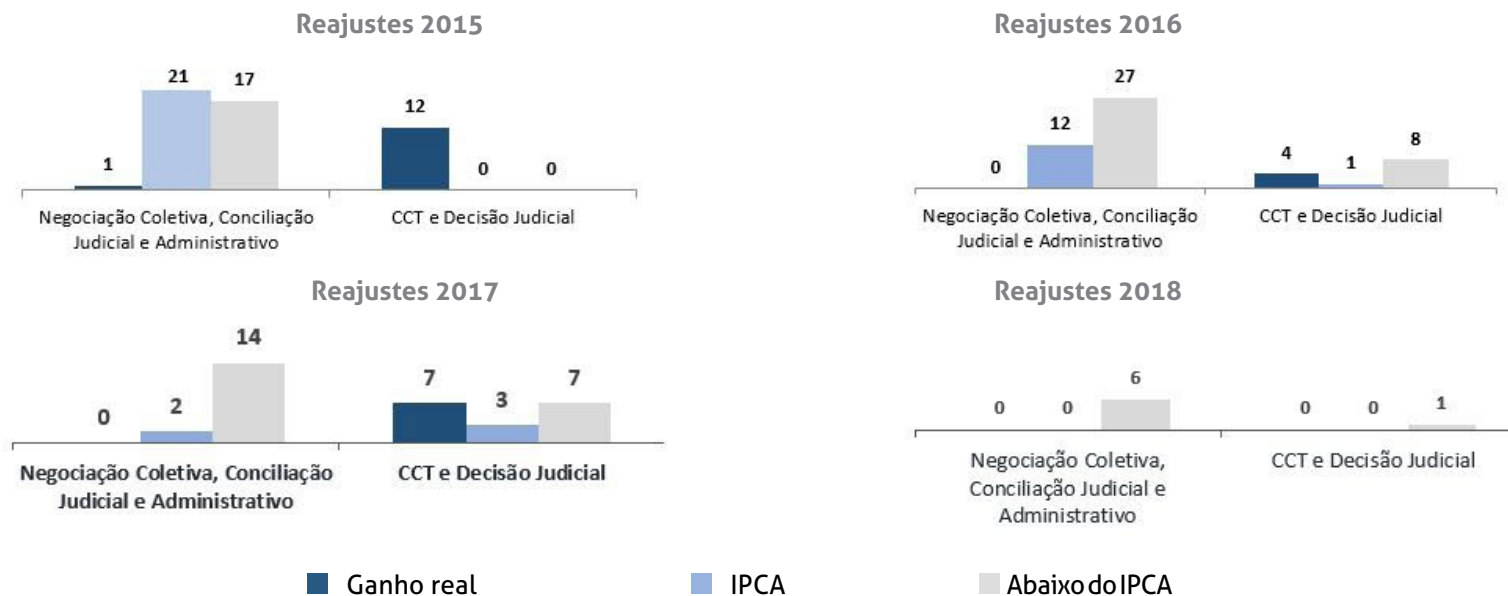 Reajustes 2015
21
17
12
1
0
0
Negociação Coletiva, Conciliação
Judicial e Administrativo
CCT e Decisão Judicial
Reajustes 2016
27
12
0
4
1
8
Negociação Coletiva, Conciliação
Judicial e Administrativo
CCT e Decisão Judicial
Reajustes 2017
14
0
2
7
3
7
Negociação Coletiva, Conciliação
Judicial e Administrativo
CCT e Decisão Judicial
Reajustes 2018
6
0
0
0
0
1
Negociação Coletiva,
Conciliação Judicial e
Administrativo
CCT e Decisão Judicial
Ganho real
IPCA
Abaixo do IPCA